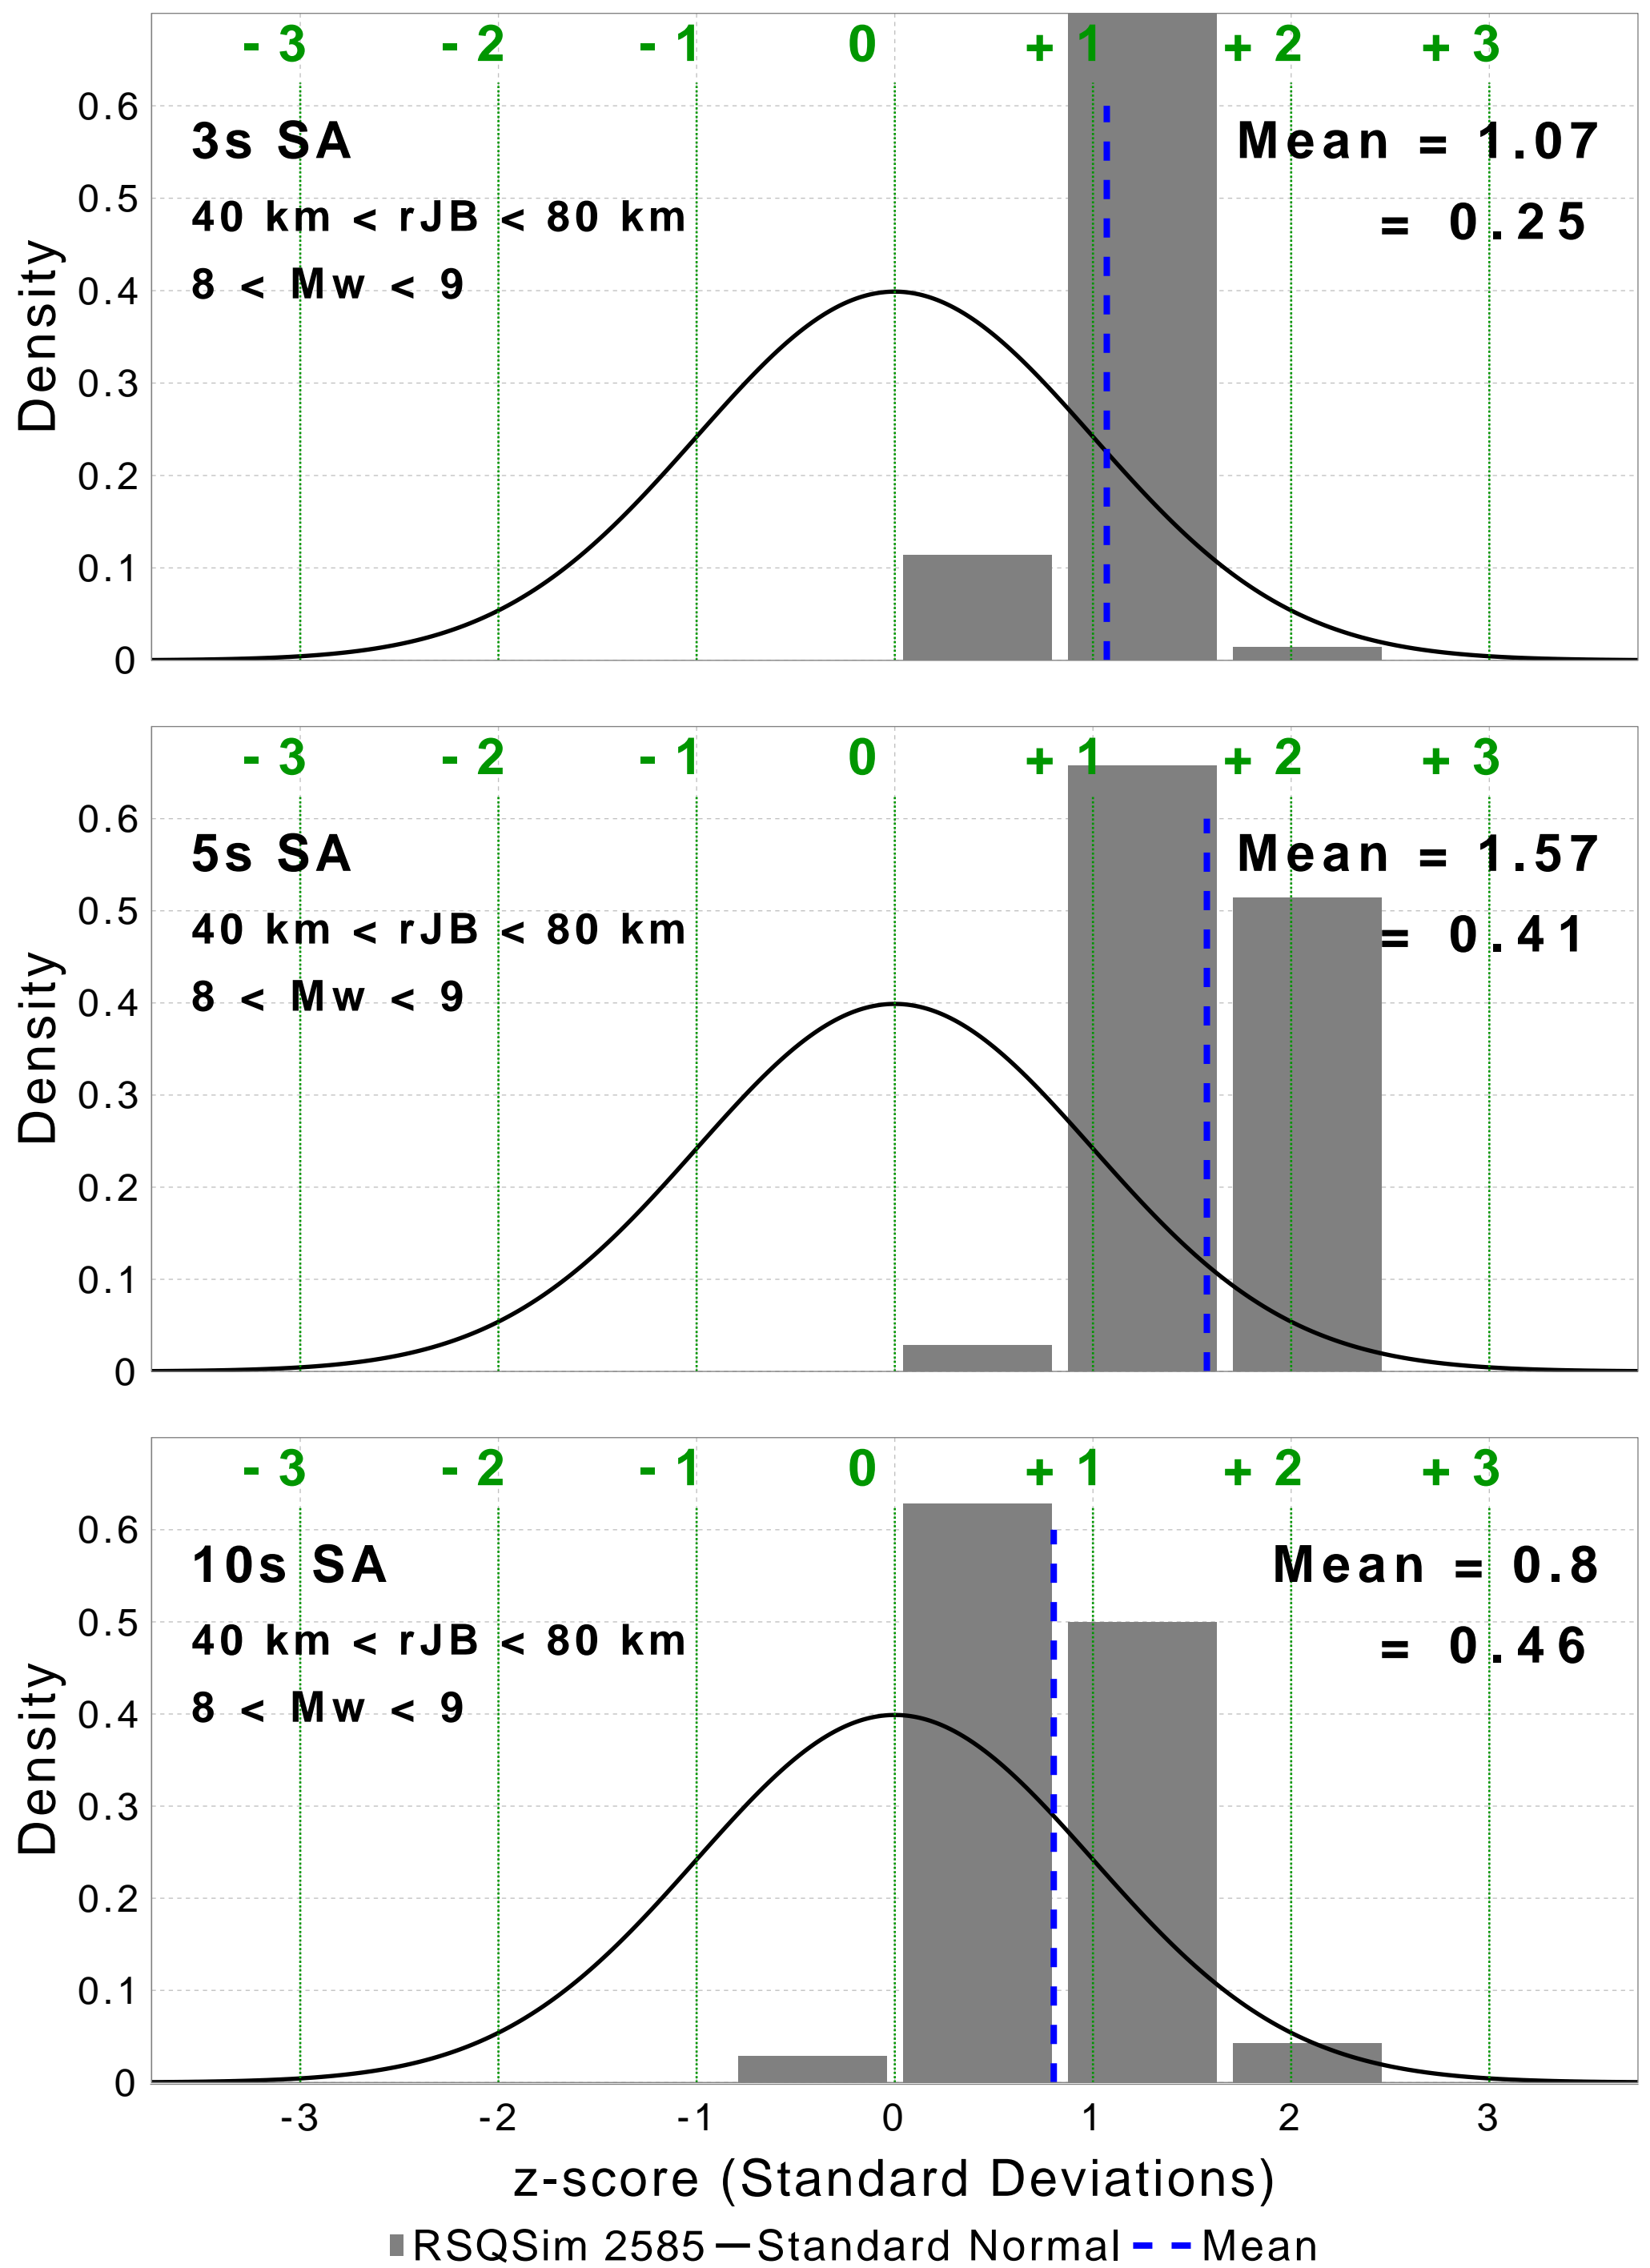 - 3 - 2 - 1 0 + 1 + 2 + 3
0.6
3s SA Mean = 1.07
0.5
40 km < rJB < 80 km = 0.25
0.4
8 < Mw < 9
0.3
0.2
0.1
0
Density
- 3 - 2 - 1 0 + 1 + 2 + 3
0.6
5s SA Mean = 1.57
0.5
40 km < rJB < 80 km = 0.41
0.4
8 < Mw < 9
0.3
0.2
0.1
0
Density
- 3 - 2 - 1 0 + 1 + 2 + 3
0.6
10s SA Mean = 0.8
0.5
40 km < rJB < 80 km = 0.46
0.4
8 < Mw < 9
0.3
0.2
0.1
0
Density
-3 -2 -1 0 1 2 3
z-score (Standard Deviations)
RSQSim 2585 Standard Normal Mean